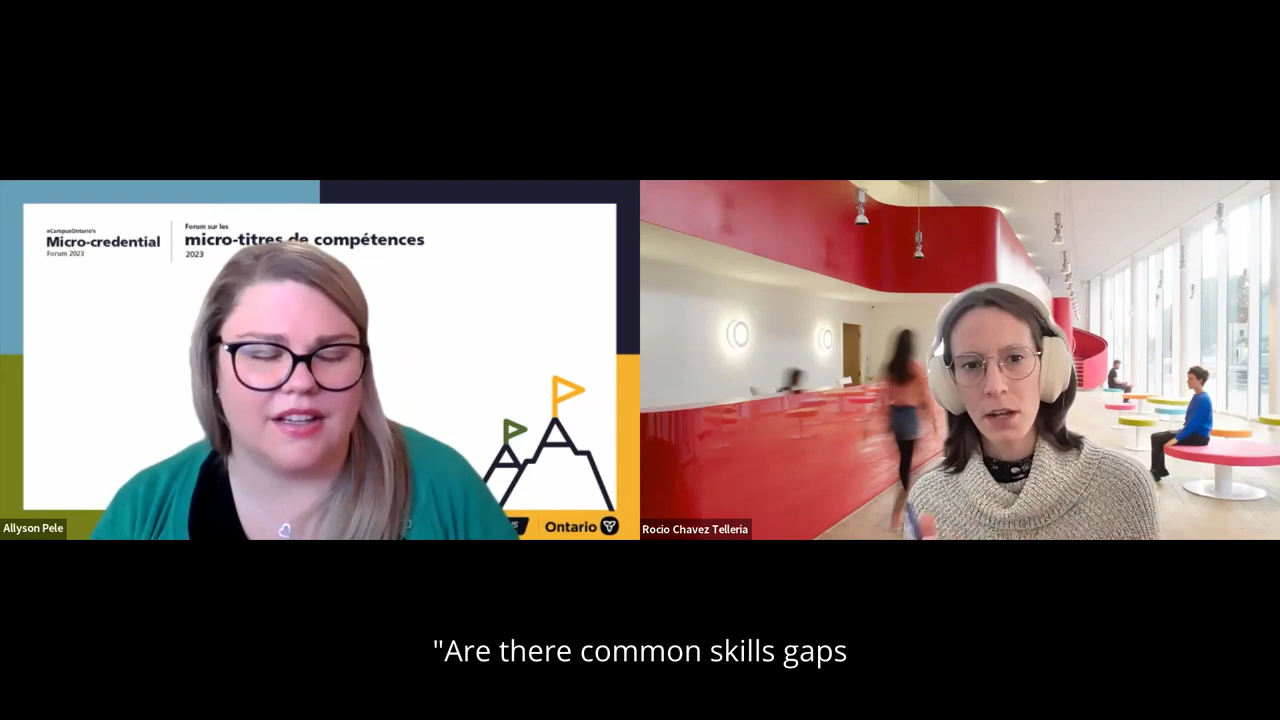 eCampusOntario's
Micro-credential
Forum 2023
Forum sur les
micro-titres de compétences
2023
Ontario
Allyson Pele
Rocio Chavez Telleria
"Are there common skills gaps